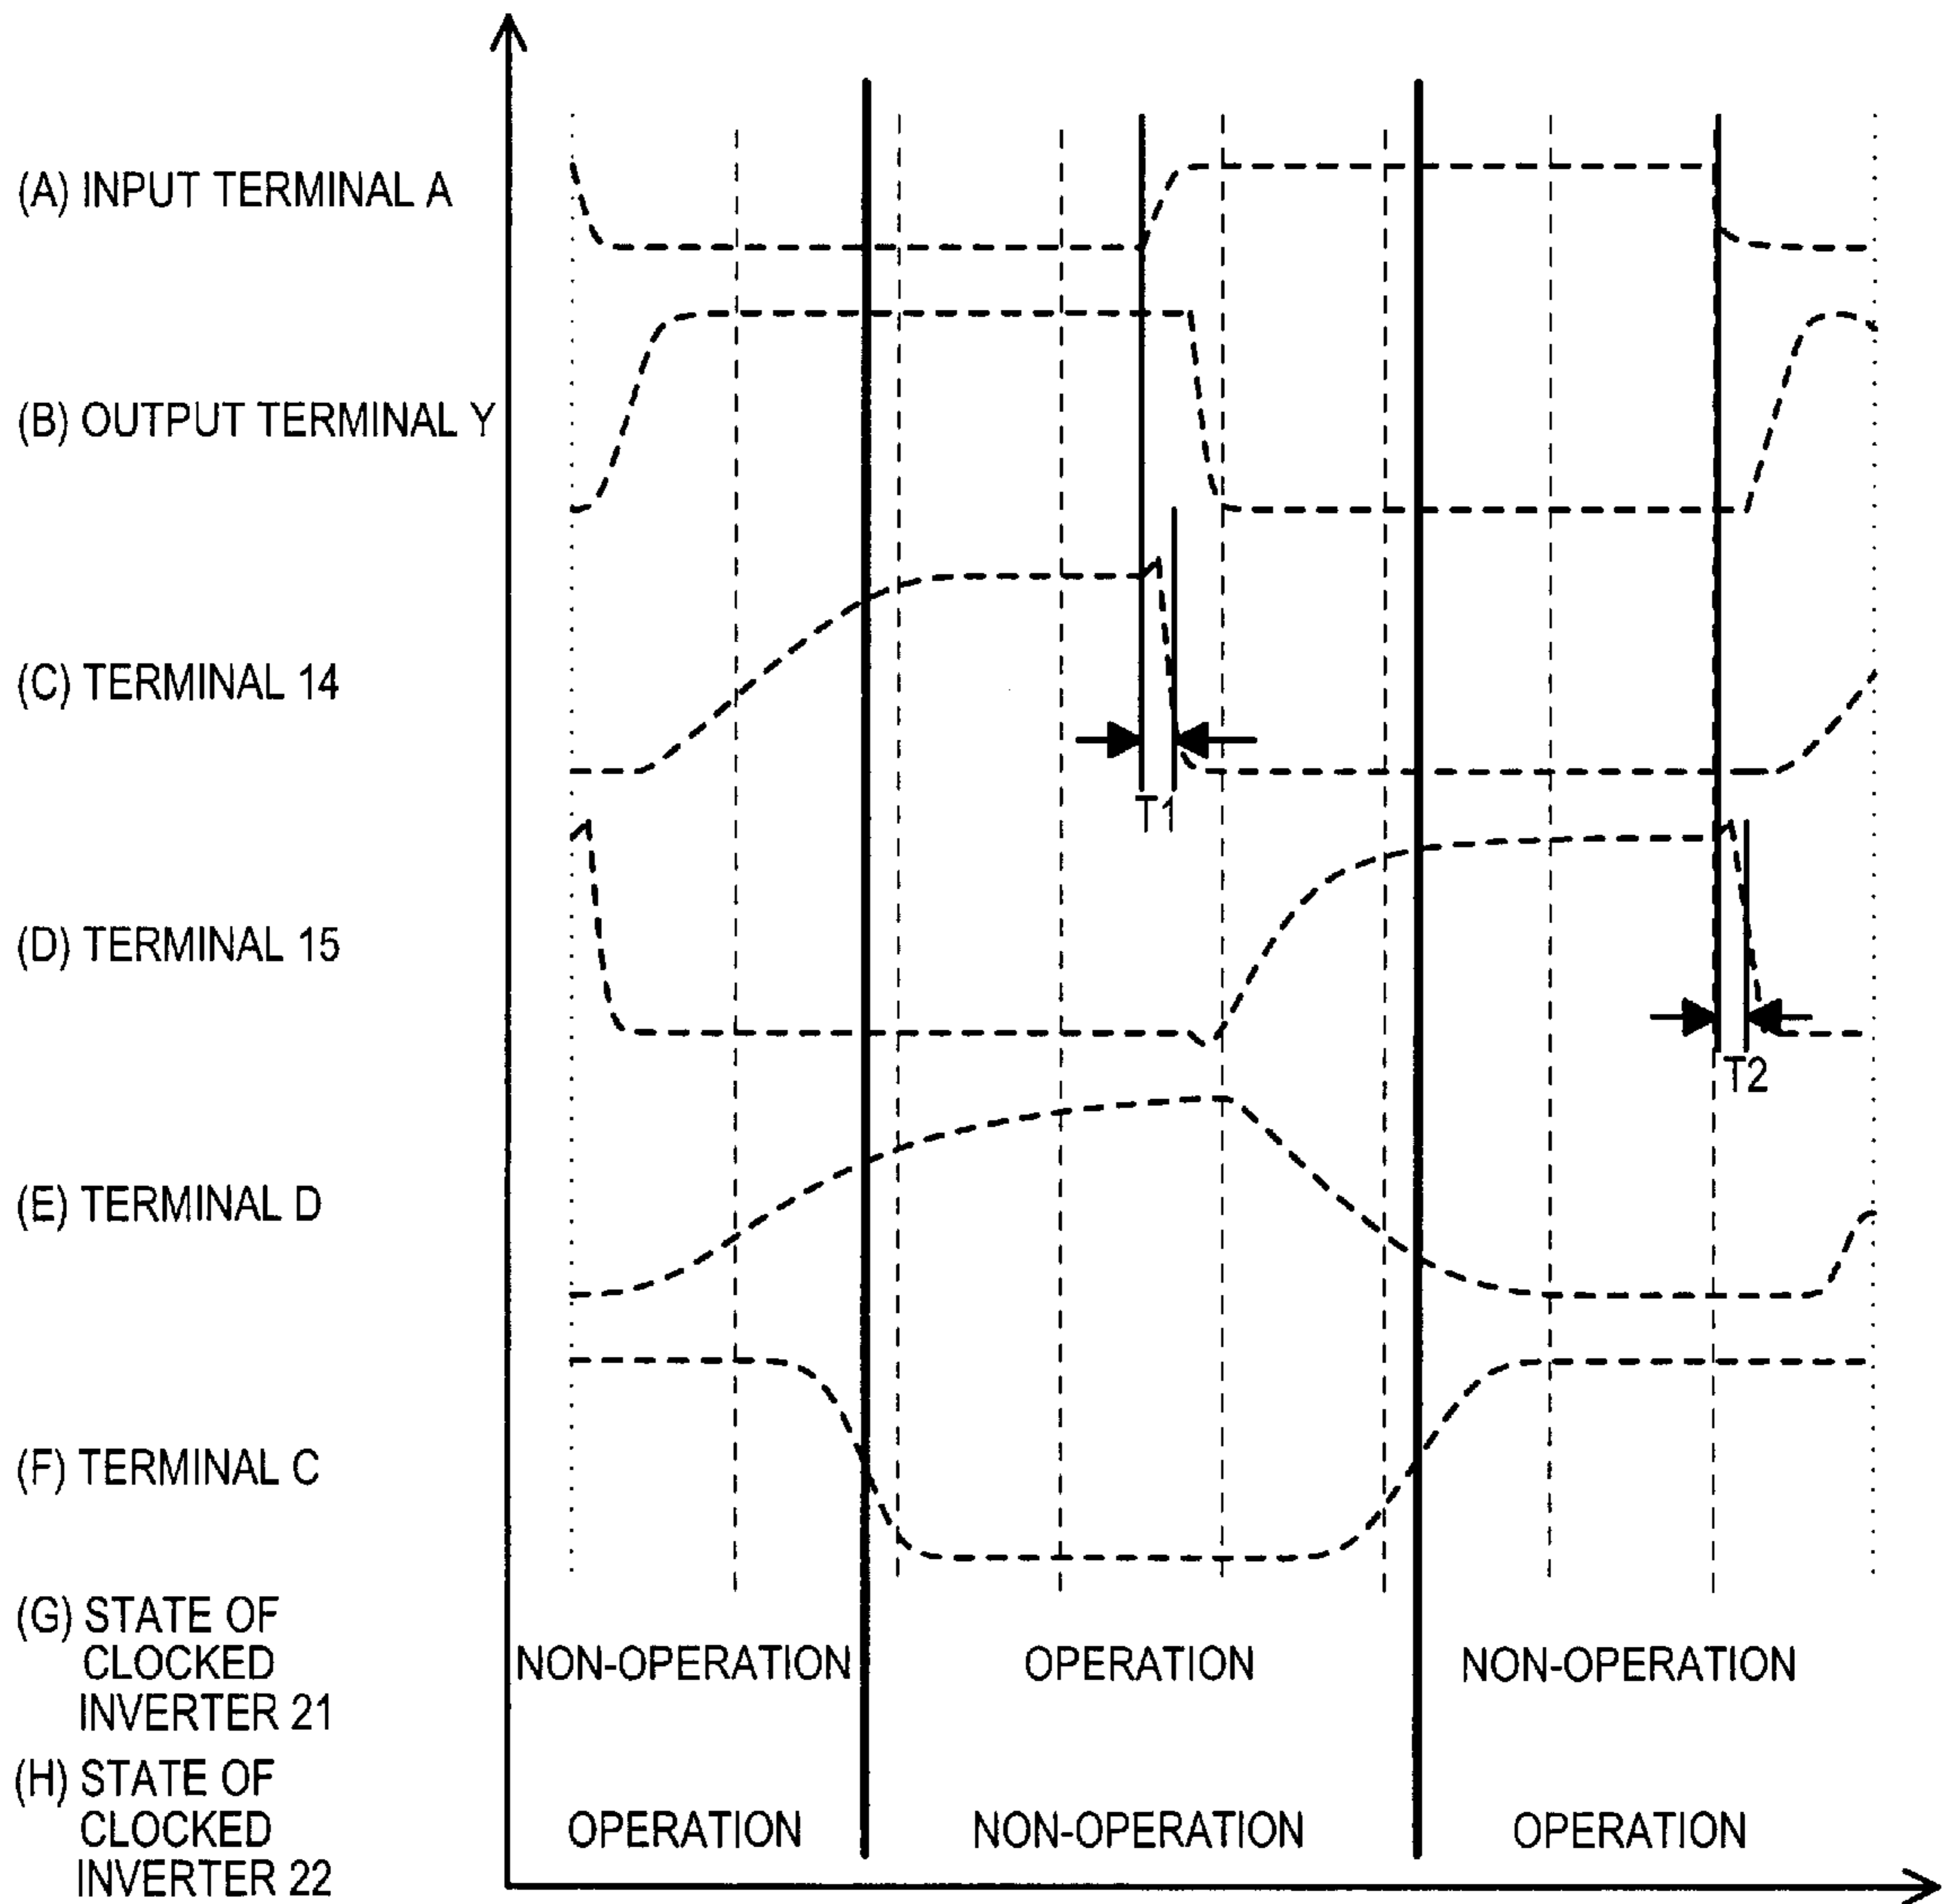 (A) INPUT TERMINAL A
(B) OUTPUT TERMINAL Y
(C) TERMINAL 14
T1
(D) TERMINAL 15
T2
(E) TERMINAL D
(F) TERMINAL C
(G) STATE OF
CLOCKED
INVERTER 21
NON-OPERATION
OPERATION
NON-OPERATION
(H) STATE OF
CLOCKED
INVERTER 22
OPERATION
NON-OPERATION
OPERATION